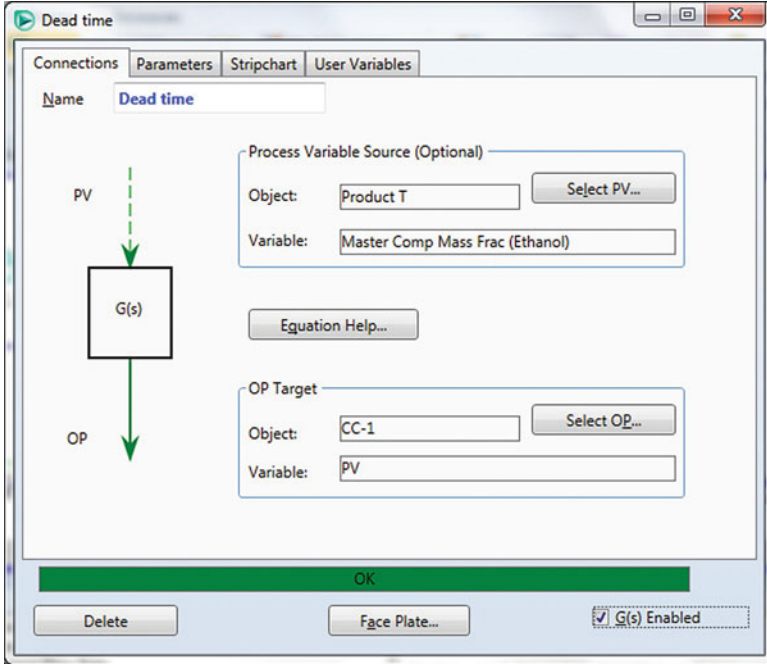 Dead time
Connections Parameters Stripchart User Variables
Name Dead time
Process Variable Source (Optional)
PV
Object: Product T Select PV...
Variable: Master Comp Mass Frac (Ethanol)
G(s)
Equation Help...
OP Target
Object: CC-1 Select OP...
OP
Variable: PV
OK
Delete Face Plate... G(s) Enabled